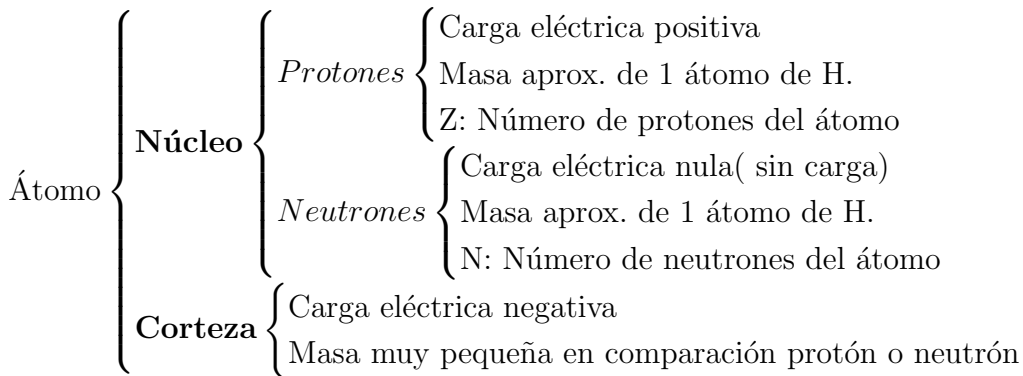 Átomo
Núcleo
Protones
Carga eléctrica positiva
Masa aprox. de 1 átomo de H.
Z: Número de protones del átomo
Neutrones
Carga eléctrica nula( sin carga)
Masa aprox. de 1 átomo de H.
N: Número de neutrones del átomo
Corteza
Carga eléctrica negativa
Masa muy pequeña en comparación protón o neutrón